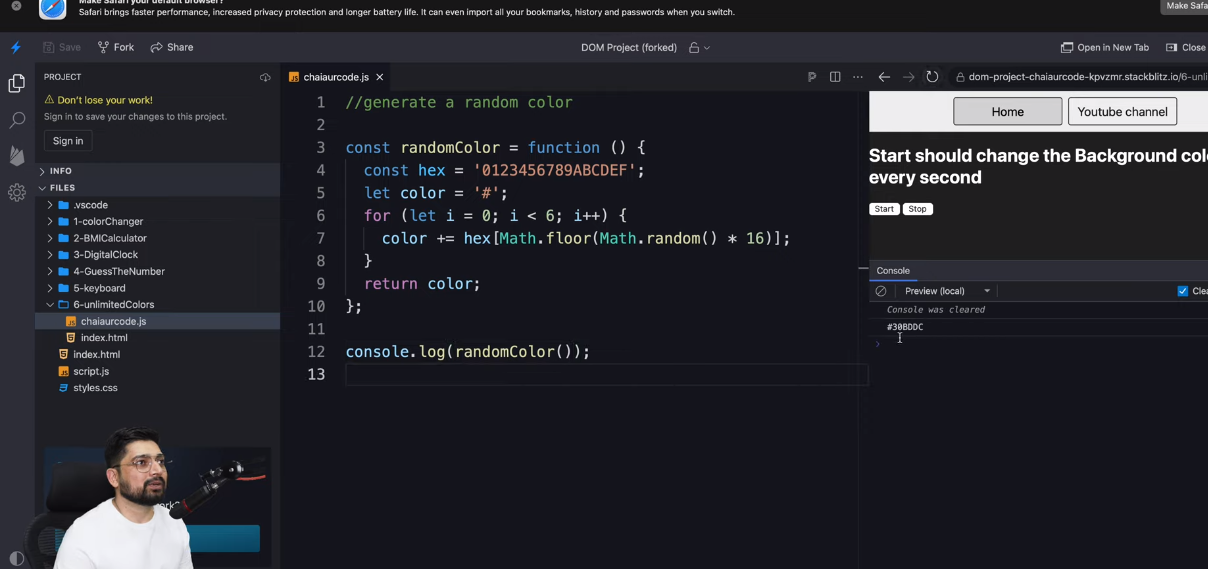 Make Safari your default browser?
Safari brings faster performance, increased privacy protection and longer battery life. It can even import all your bookmarks, history and passwords when you switch.
Make Safa
Save
Fork
Share
DOM Project (forked)
Open in New Tab
Close
PROJECT
Don't lose your work!
Sign in to save your changes to this project.
Sign in
INFO
FILES
.vscode
1-colorChanger
2-BMICalculator
3-DigitalClock
4-GuessTheNumber
5-keyboard
6-unlimitedColors
chaiaurcode.js
index.html
index.html
script.js
styles.css
chaiaurcode.js
1 //generate a random color
2
3 const randomColor = function () {
4 const hex = '0123456789ABCDEF';
5 let color = '#';
6 for (let i = 0; i < 6; i++) {
7 color += hex[Math.floor(Math.random() * 16)];
8 }
9 return color;
10 };
11
12 console.log(randomColor());
13
dom-project-chaiaurcode-kpvzmr.stackblitz.io/6-unli
Home
Youtube channel
Start should change the Background colo
every second
Start
Stop
Console
Preview (local)
Clea
Console was cleared
#30BDDC